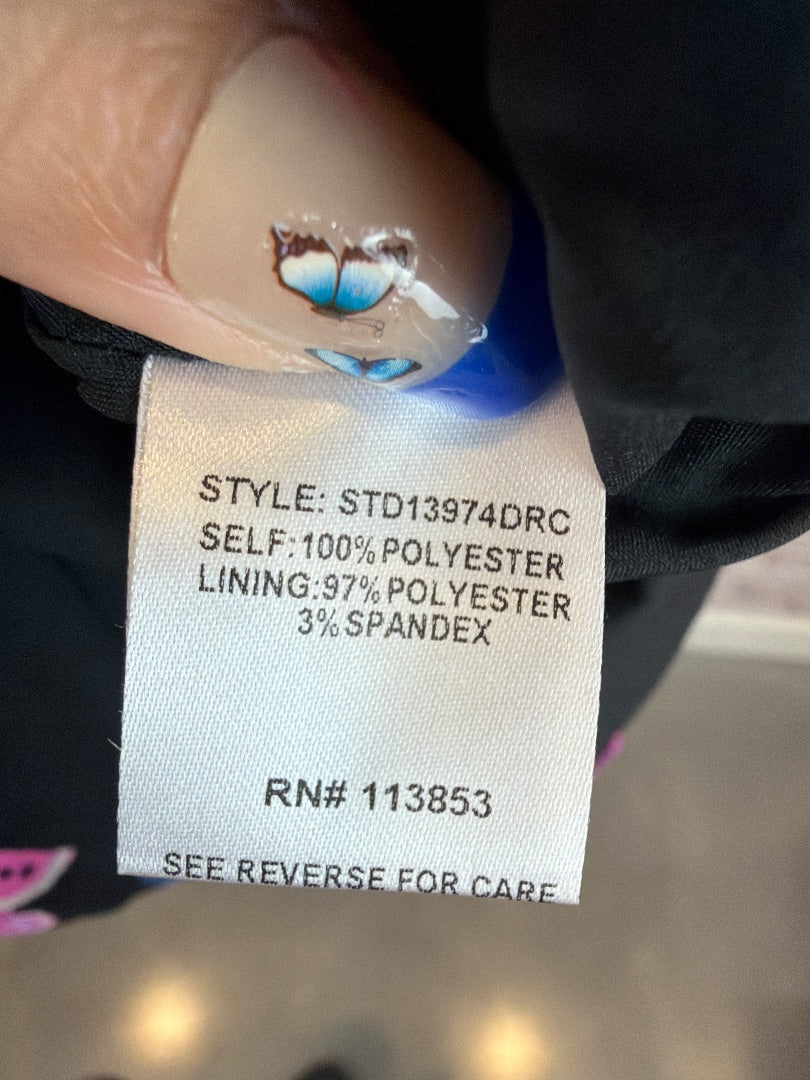 STYLE: STD13974DRC
SELF:100%POLYESTER
LINING:97%POLYESTER
3%SPANDEX
RN# 113853
SEE REVERSE FOR CARE